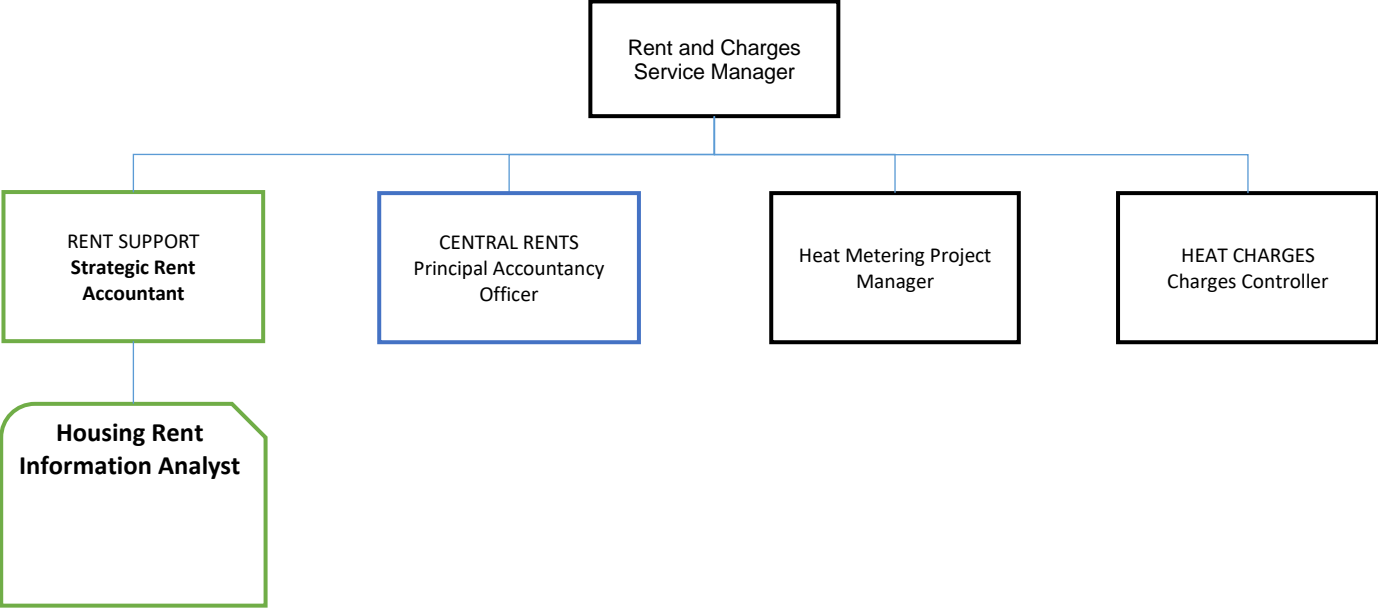 Rent and Charges
Service Manager
RENT SUPPORT
Strategic Rent
Accountant
CENTRAL RENTS
Principal Accountancy
Officer
Heat Metering Project
Manager
HEAT CHARGES
Charges Controller
Housing Rent
Information Analyst